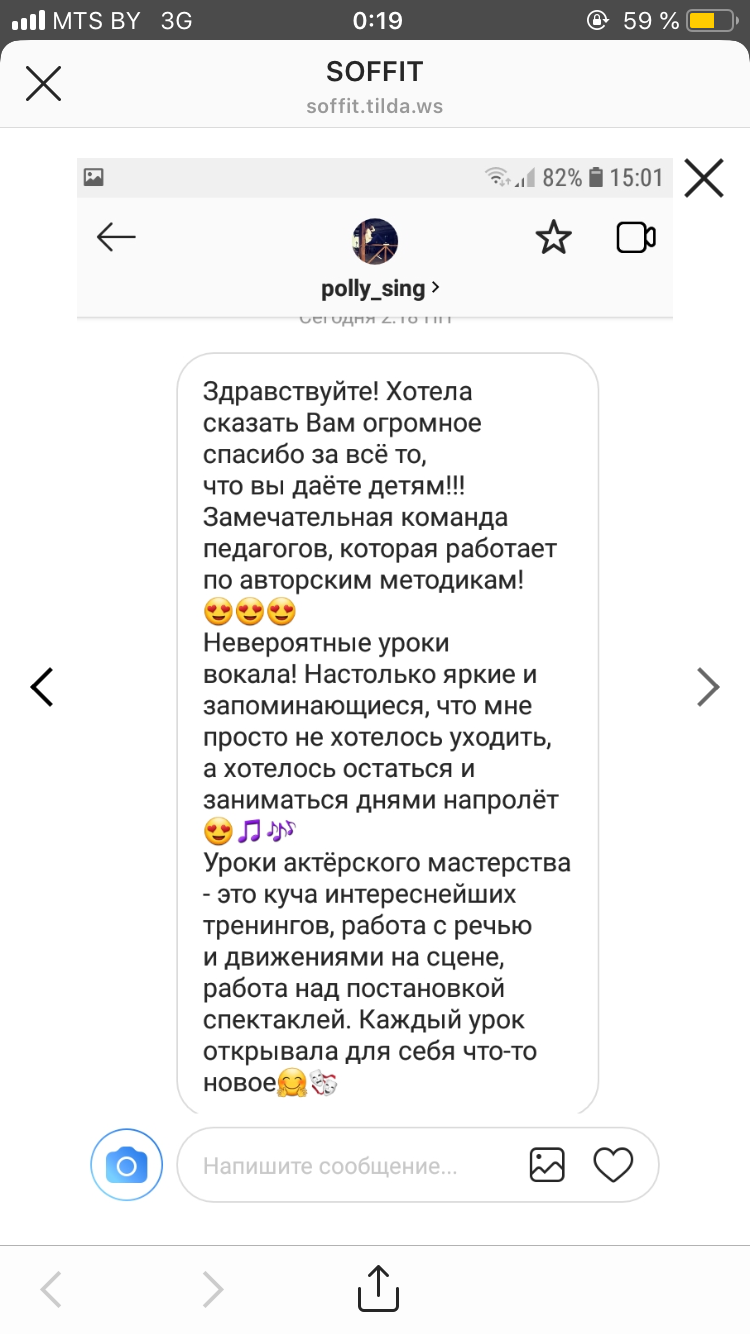 MTS BY 3G 0:19 59 %
SOFFIT
soffit.tilda.ws
82% 15:01
polly_sing
Сегодня 2:18 ПП
Здравствуйте! Хотела
сказать Вам огромное
спасибо за всё то,
что вы даёте детям!!!
Замечательная команда
педагогов, которая работает
по авторским методикам!
😍😍😍
Невероятные уроки
вокала! Настолько яркие и
запоминающиеся, что мне
просто не хотелось уходить,
а хотелось остаться и
заниматься днями напролёт
😍🎵🎶
Уроки актёрского мастерства
- это куча интереснейших
тренингов, работа с речью
и движениями на сцене,
работа над постановкой
спектаклей. Каждый урок
открывала для себя что-то
новое🤗🎭
Напишите сообщение...